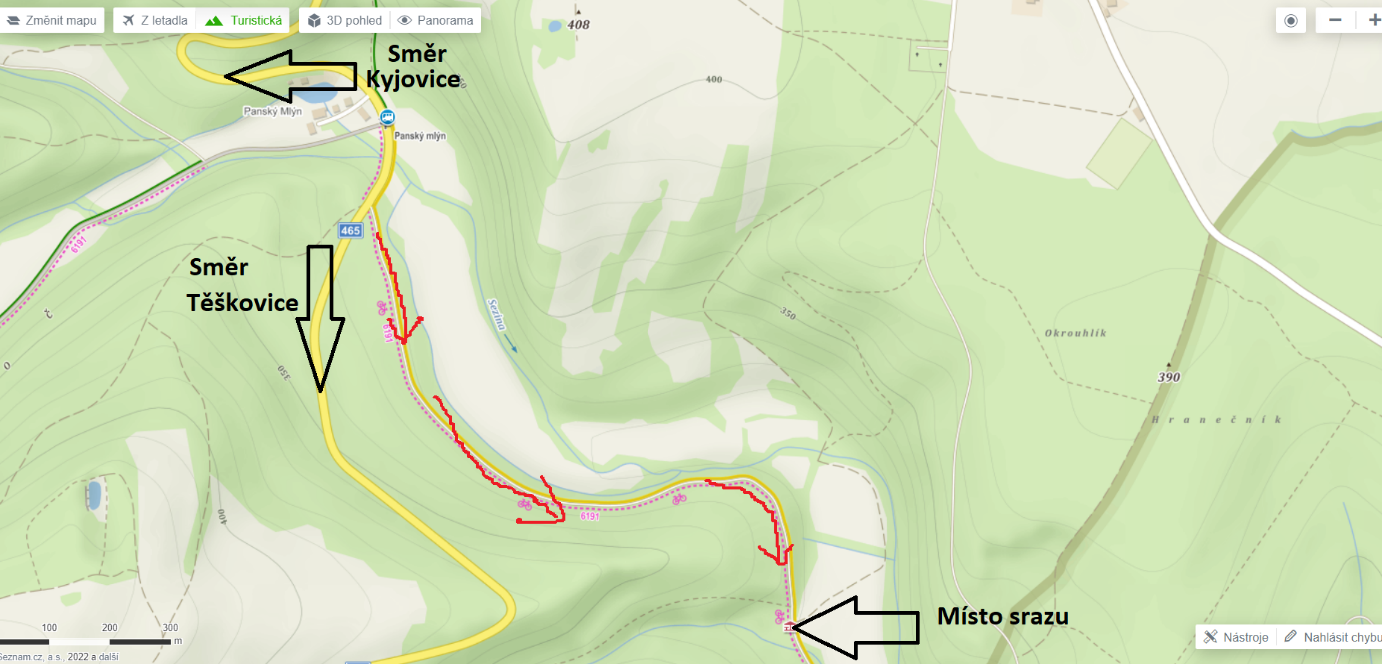 Změnit mapu
Z letadla
Turistická
3D pohled
Panorama
408
Směr
Kyjovice
400
Panský Mlýn
Panský mlýn
465
6191
Směr
Těškovice
6191
Sezina
350
350
Okrouhlík
390
Hranečník
400
6191
Místo srazu
100
200
300
m
Seznam.cz, a.s., 2022 a další
Nástroje
Nahlásit chybu